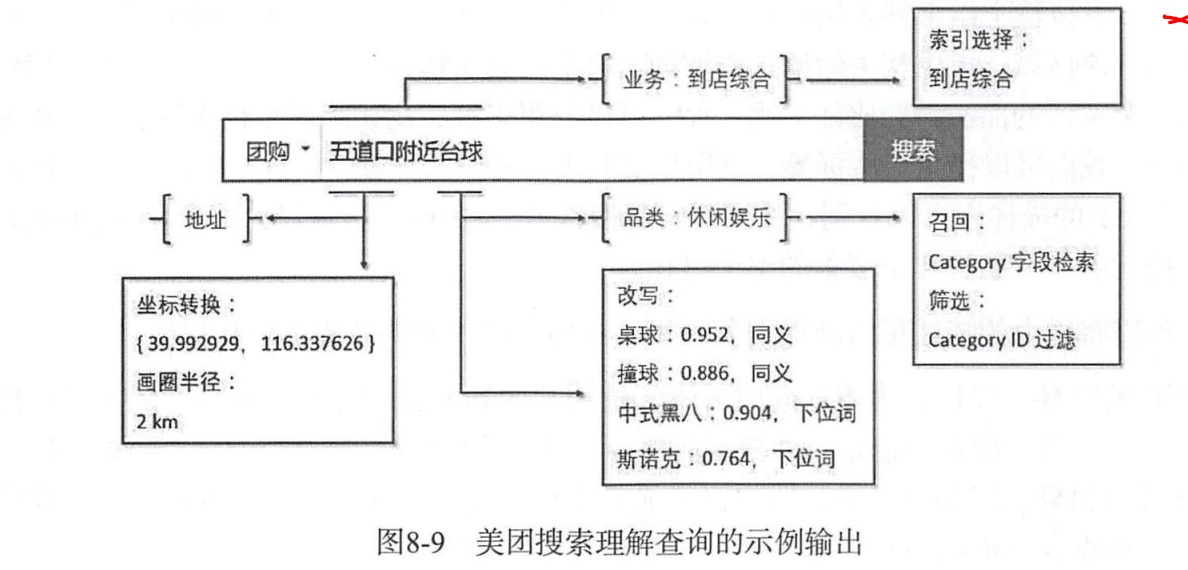 索引选择：
业务：到店综合
到店综合
团购 五道口附近台球 搜索
地址
品类：休闲娱乐
召回：
Category 字段检索
筛选：
Category ID 过滤
坐标转换：
{ 39.992929, 116.337626 }
画圈半径：
2 km
改写：
桌球：0.952, 同义
撞球：0.886, 同义
中式黑八：0.904, 下位词
斯诺克：0.764, 下位词
图8-9 美团搜索理解查询的示例输出